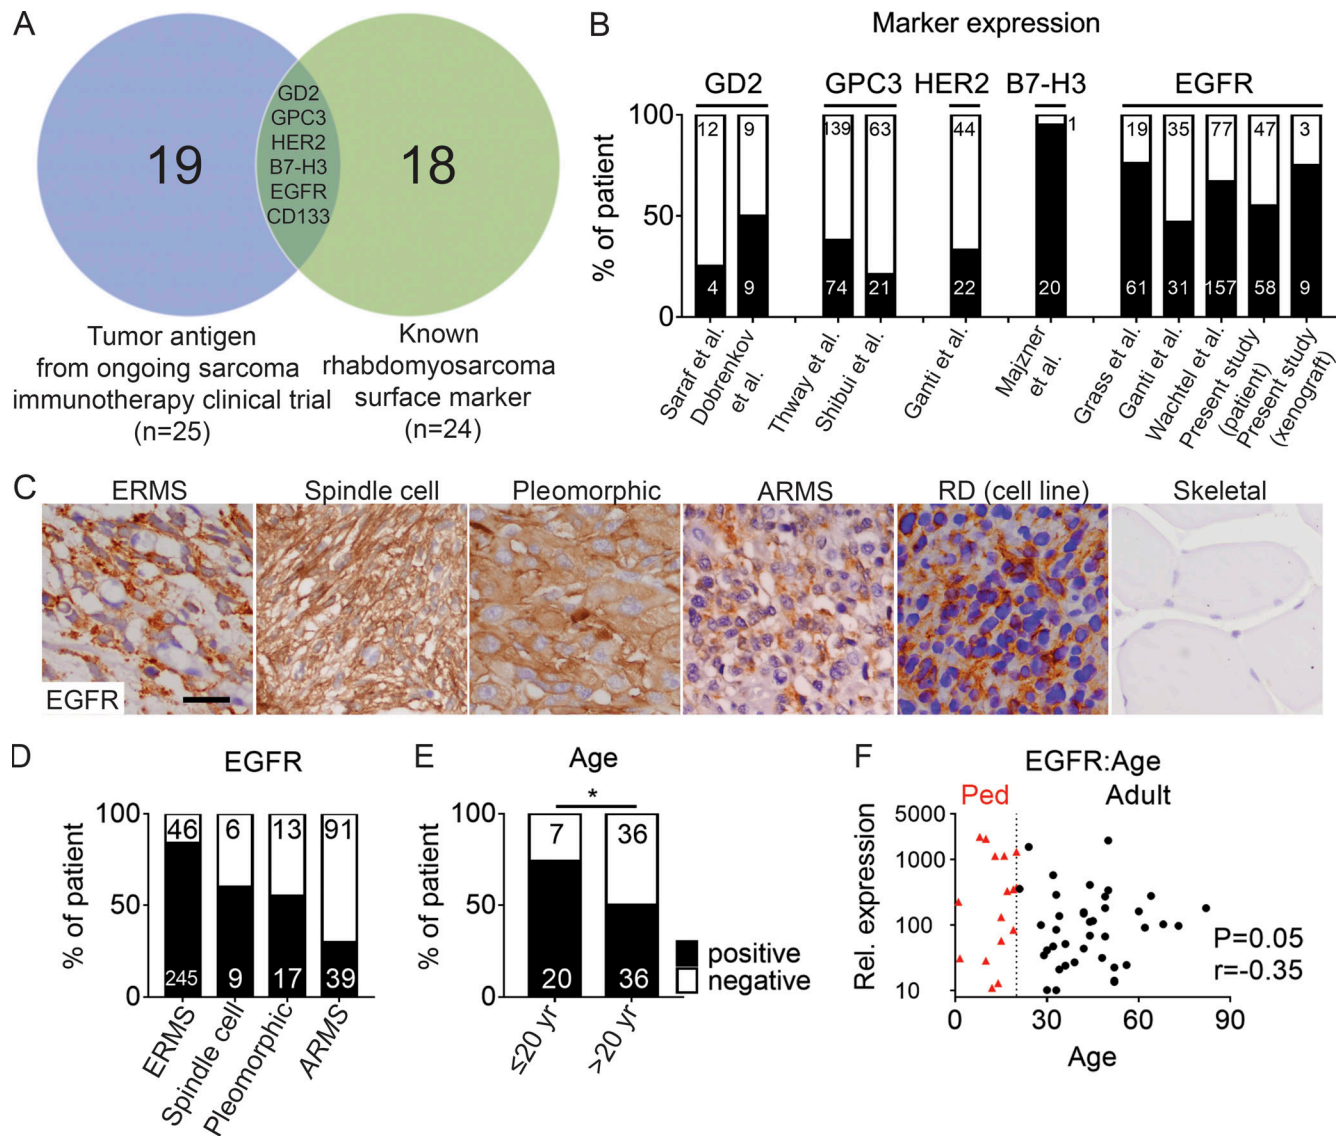 A
19
GD2
GPC3
HER2
B7-H3
EGFR
CD133
18
Tumor antigen
from ongoing sarcoma
immunotherapy clinical trial
(n=25)
Known
rhabdomyosarcoma
surface marker
(n=24)
B
Marker expression
GD2 GPC3 HER2 B7-H3 EGFR
% of patient
100
50
0
12 9 139 63 44 1 19 35 77 47 3
4 9 74 21 22 20 61 31 157 58 9
Saraf et al.
Dobrenkov
et al.
Thway et al.
Shibui et al.
Ganti et al.
Majzner
et al.
Grass et al.
Ganti et al.
Wachtel et al.
Present study
(patient)
Present study
(xenograft)
C
ERMS Spindle cell Pleomorphic ARMS RD (cell line) Skeletal
EGFR
D
EGFR
% of patient
100
50
0
46 6 13 91
245 9 17 39
ERMS
Spindle cell
Pleomorphic
ARMS
E
Age
*
% of patient
100
50
0
7 36
20 36
≤20 yr
>20 yr
positive
negative
F
EGFR:Age
Ped Adult
Rel. expression
5000
1000
100
10
P=0.05
r=-0.35
0 30 60 90
Age